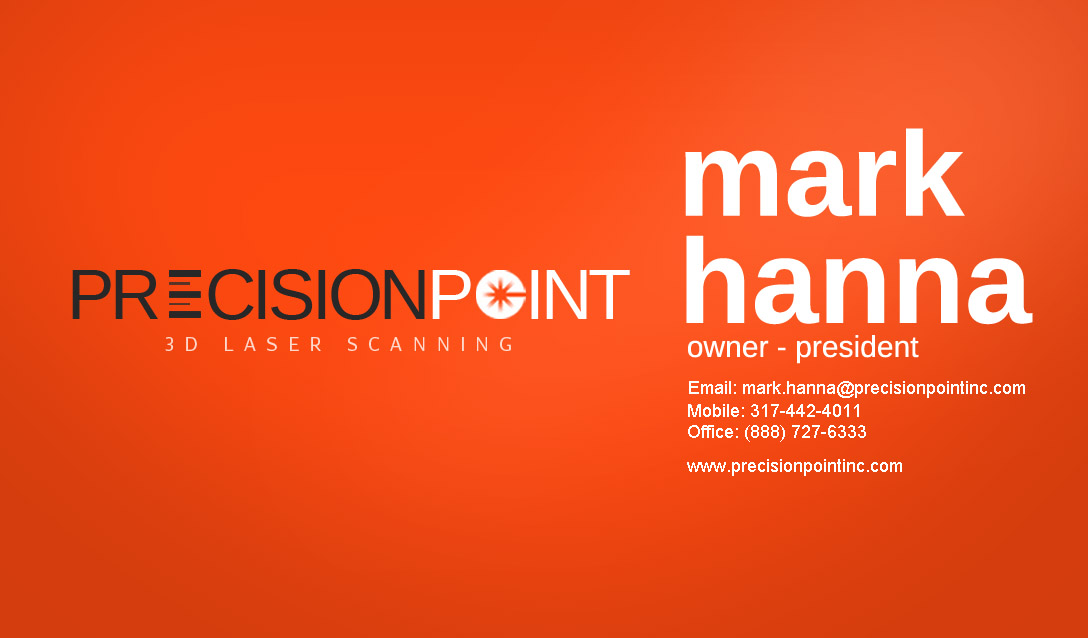 PRECISIONPOINT
3D LASER SCANNING
mark
hanna
owner - president
Email: mark.hanna@precisionpointinc.com
Mobile: 317-442-4011
Office: (888) 727-6333
www.precisionpointinc.com